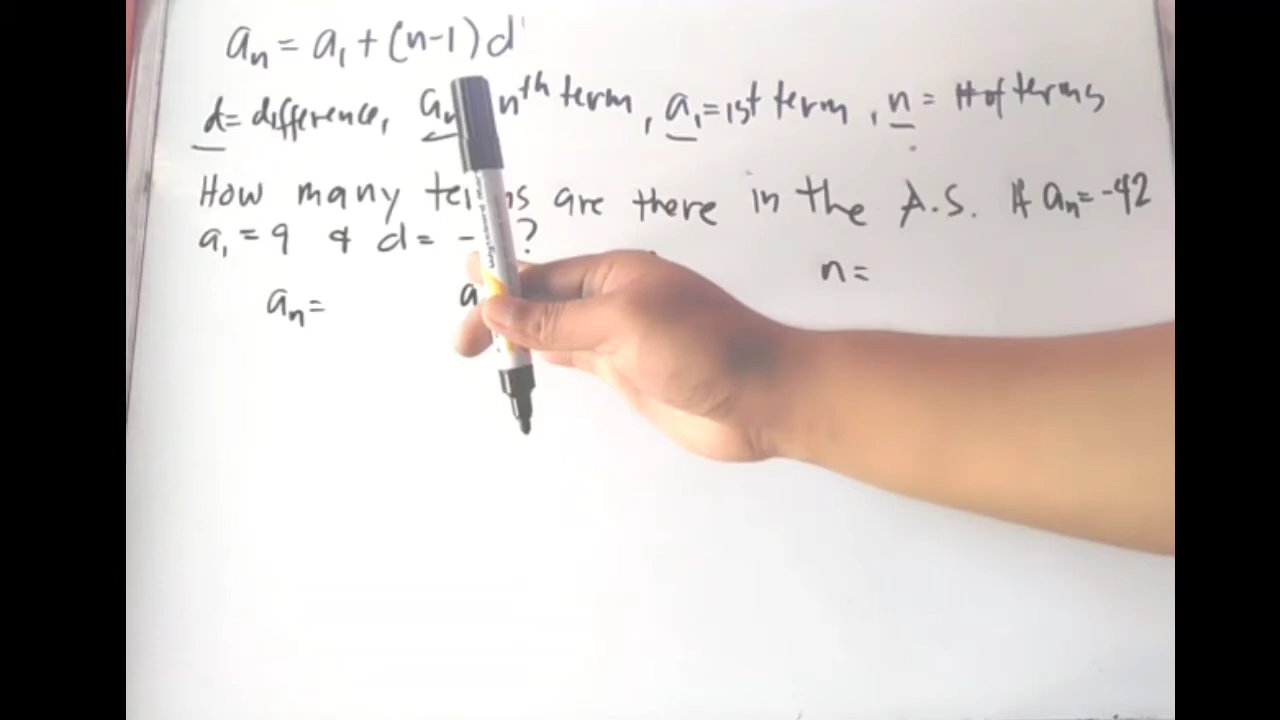 aₙ = a₁ + (n-1)d
d = difference, aₙ nth term, a₁ = 1st term, n = # of terms
How many are there in the A.S. if aₙ = -42
a₁ = 9 & d = - ?
n =
aₙ = a